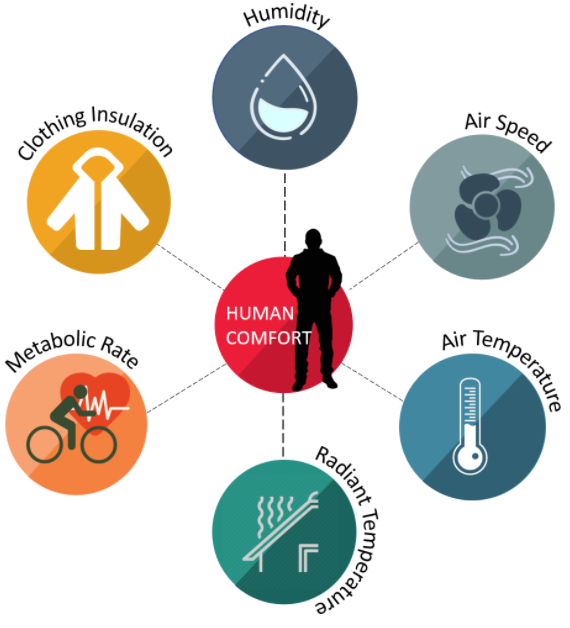 Humidity
Clothing Insulation
Air Speed
HUMAN
COMFORT
Metabolic Rate
Air Temperature
Radiant Temperature